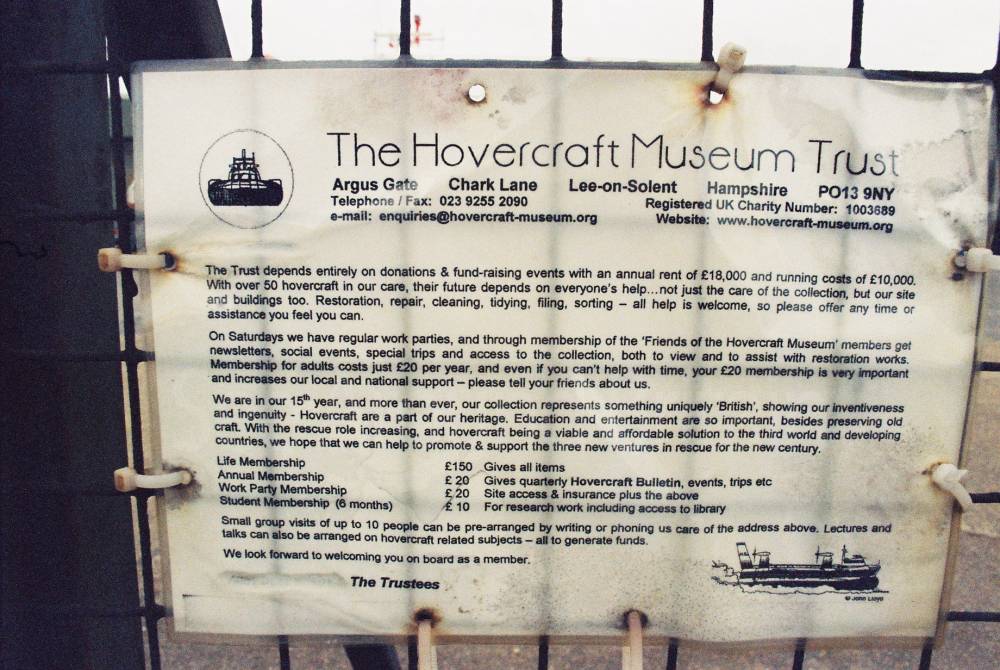 The Hovercraft Museum Trust
Argus Gate Chark Lane Lee-on-Solent Hampshire PO13 9NY
Telephone / Fax: 023 9255 2090 Registered UK Charity Number: 1003689
e-mail: enquiries@hovercraft-museum.org Website: www.hovercraft-museum.org
The Trust depends entirely on donations & fund-raising events with an annual rent of £18,000 and running costs of £10,000.
With over 50 hovercraft in our care, their future depends on everyone's help...not just the care of the collection, but our site
and buildings too. Restoration, repair, cleaning, tidying, filing, sorting – all help is welcome, so please offer any time or
assistance you feel you can.
On Saturdays we have regular work parties, and through membership of the 'Friends of the Hovercraft Museum' members get
newsletters, social events, special trips and access to the collection, both to view and to assist with restoration works.
Membership for adults costs just £20 per year, and even if you can't help with time, your £20 membership is very important
and increases our local and national support – please tell your friends about us.
We are in our 15th year, and more than ever, our collection represents something uniquely 'British', showing our inventiveness
and ingenuity - Hovercraft are a part of our heritage. Education and entertainment are so important, besides preserving old
craft. With the rescue role increasing, and hovercraft being a viable and affordable solution to the third world and developing
countries, we hope that we can help to promote & support the three new ventures in rescue for the new century.
Life Membership £150 Gives all items
Annual Membership £ 20 Gives quarterly Hovercraft Bulletin, events, trips etc
Work Party Membership £ 20 Site access & insurance plus the above
Student Membership (6 months) £ 10 For research work including access to library
Small group visits of up to 10 people can be pre-arranged by writing or phoning us care of the address above. Lectures and
talks can also be arranged on hovercraft related subjects – all to generate funds.
We look forward to welcoming you on board as a member.
The Trustees
© John Lloyd